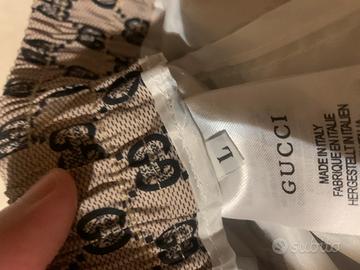 GUCCI
MADE IN ITALY
FABRIQUÉ EN ITALIE
HERGESTELLT IN ITALIEN
L
subito